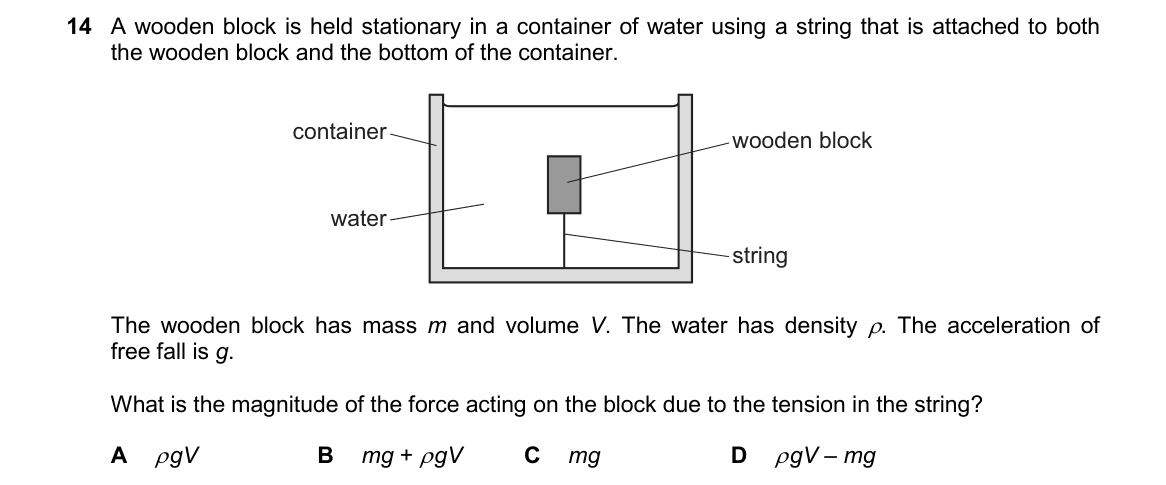 14 A wooden block is held stationary in a container of water using a string that is attached to both
the wooden block and the bottom of the container.
container
wooden block
water
string
The wooden block has mass m and volume V. The water has density ρ. The acceleration of
free fall is g.
What is the magnitude of the force acting on the block due to the tension in the string?
A ρgV B mg + ρgV C mg D ρgV – mg